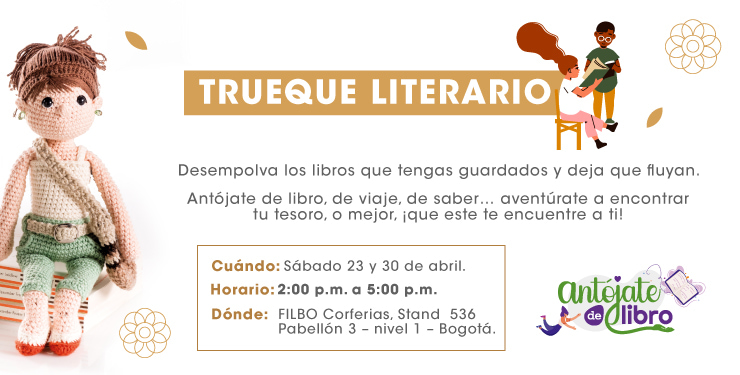 TRUEQUE LITERARIO
Desempolva los libros que tengas guardados y deja que fluyan.
Antójate de libro, de viaje, de saber... aventúrate a encontrar
tu tesoro, o mejor, ¡que este te encuentre a ti!
Cuándo: Sábado 23 y 30 de abril.
Horario: 2:00 p.m. a 5:00 p.m.
Dónde: FILBO Corferias, Stand 536
Pabellón 3 – nivel 1 – Bogotá.
antójate
de libro